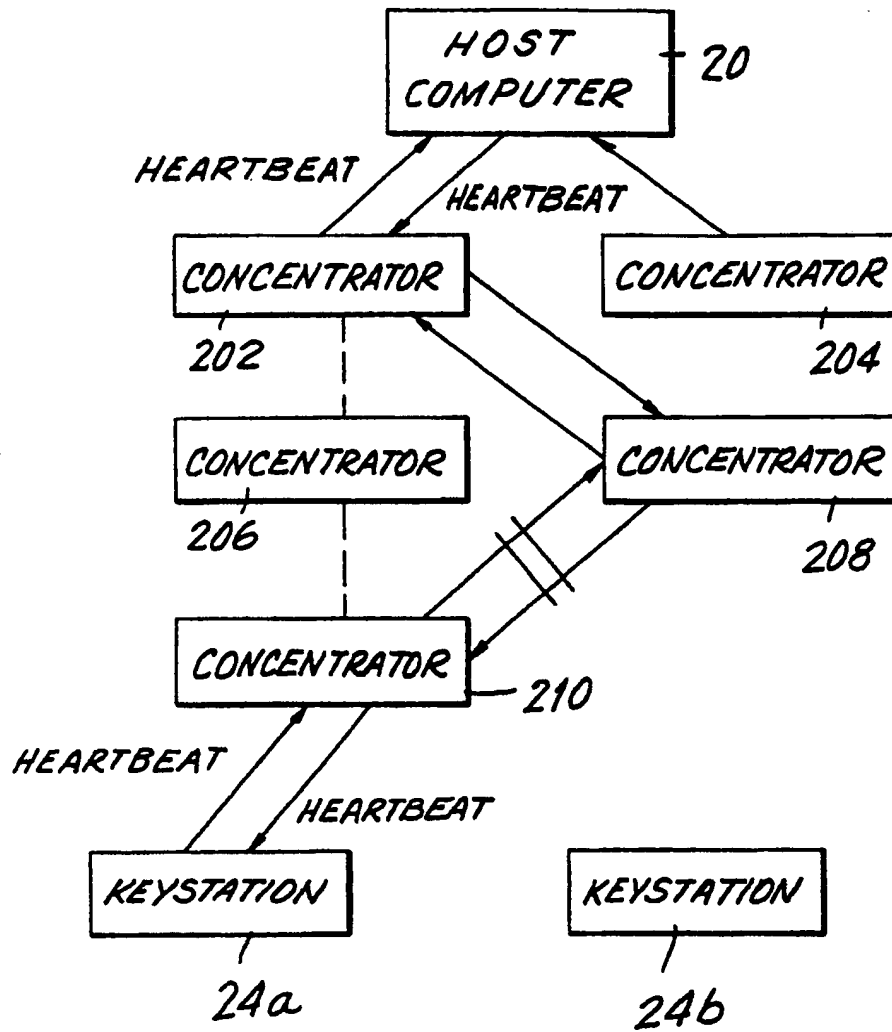 HOST
COMPUTER
20
HEARTBEAT
HEARTBEAT
CONCENTRATOR
CONCENTRATOR
202
204
CONCENTRATOR
CONCENTRATOR
206
208
CONCENTRATOR
210
HEARTBEAT
HEARTBEAT
KEYSTATION
KEYSTATION
24a
24b